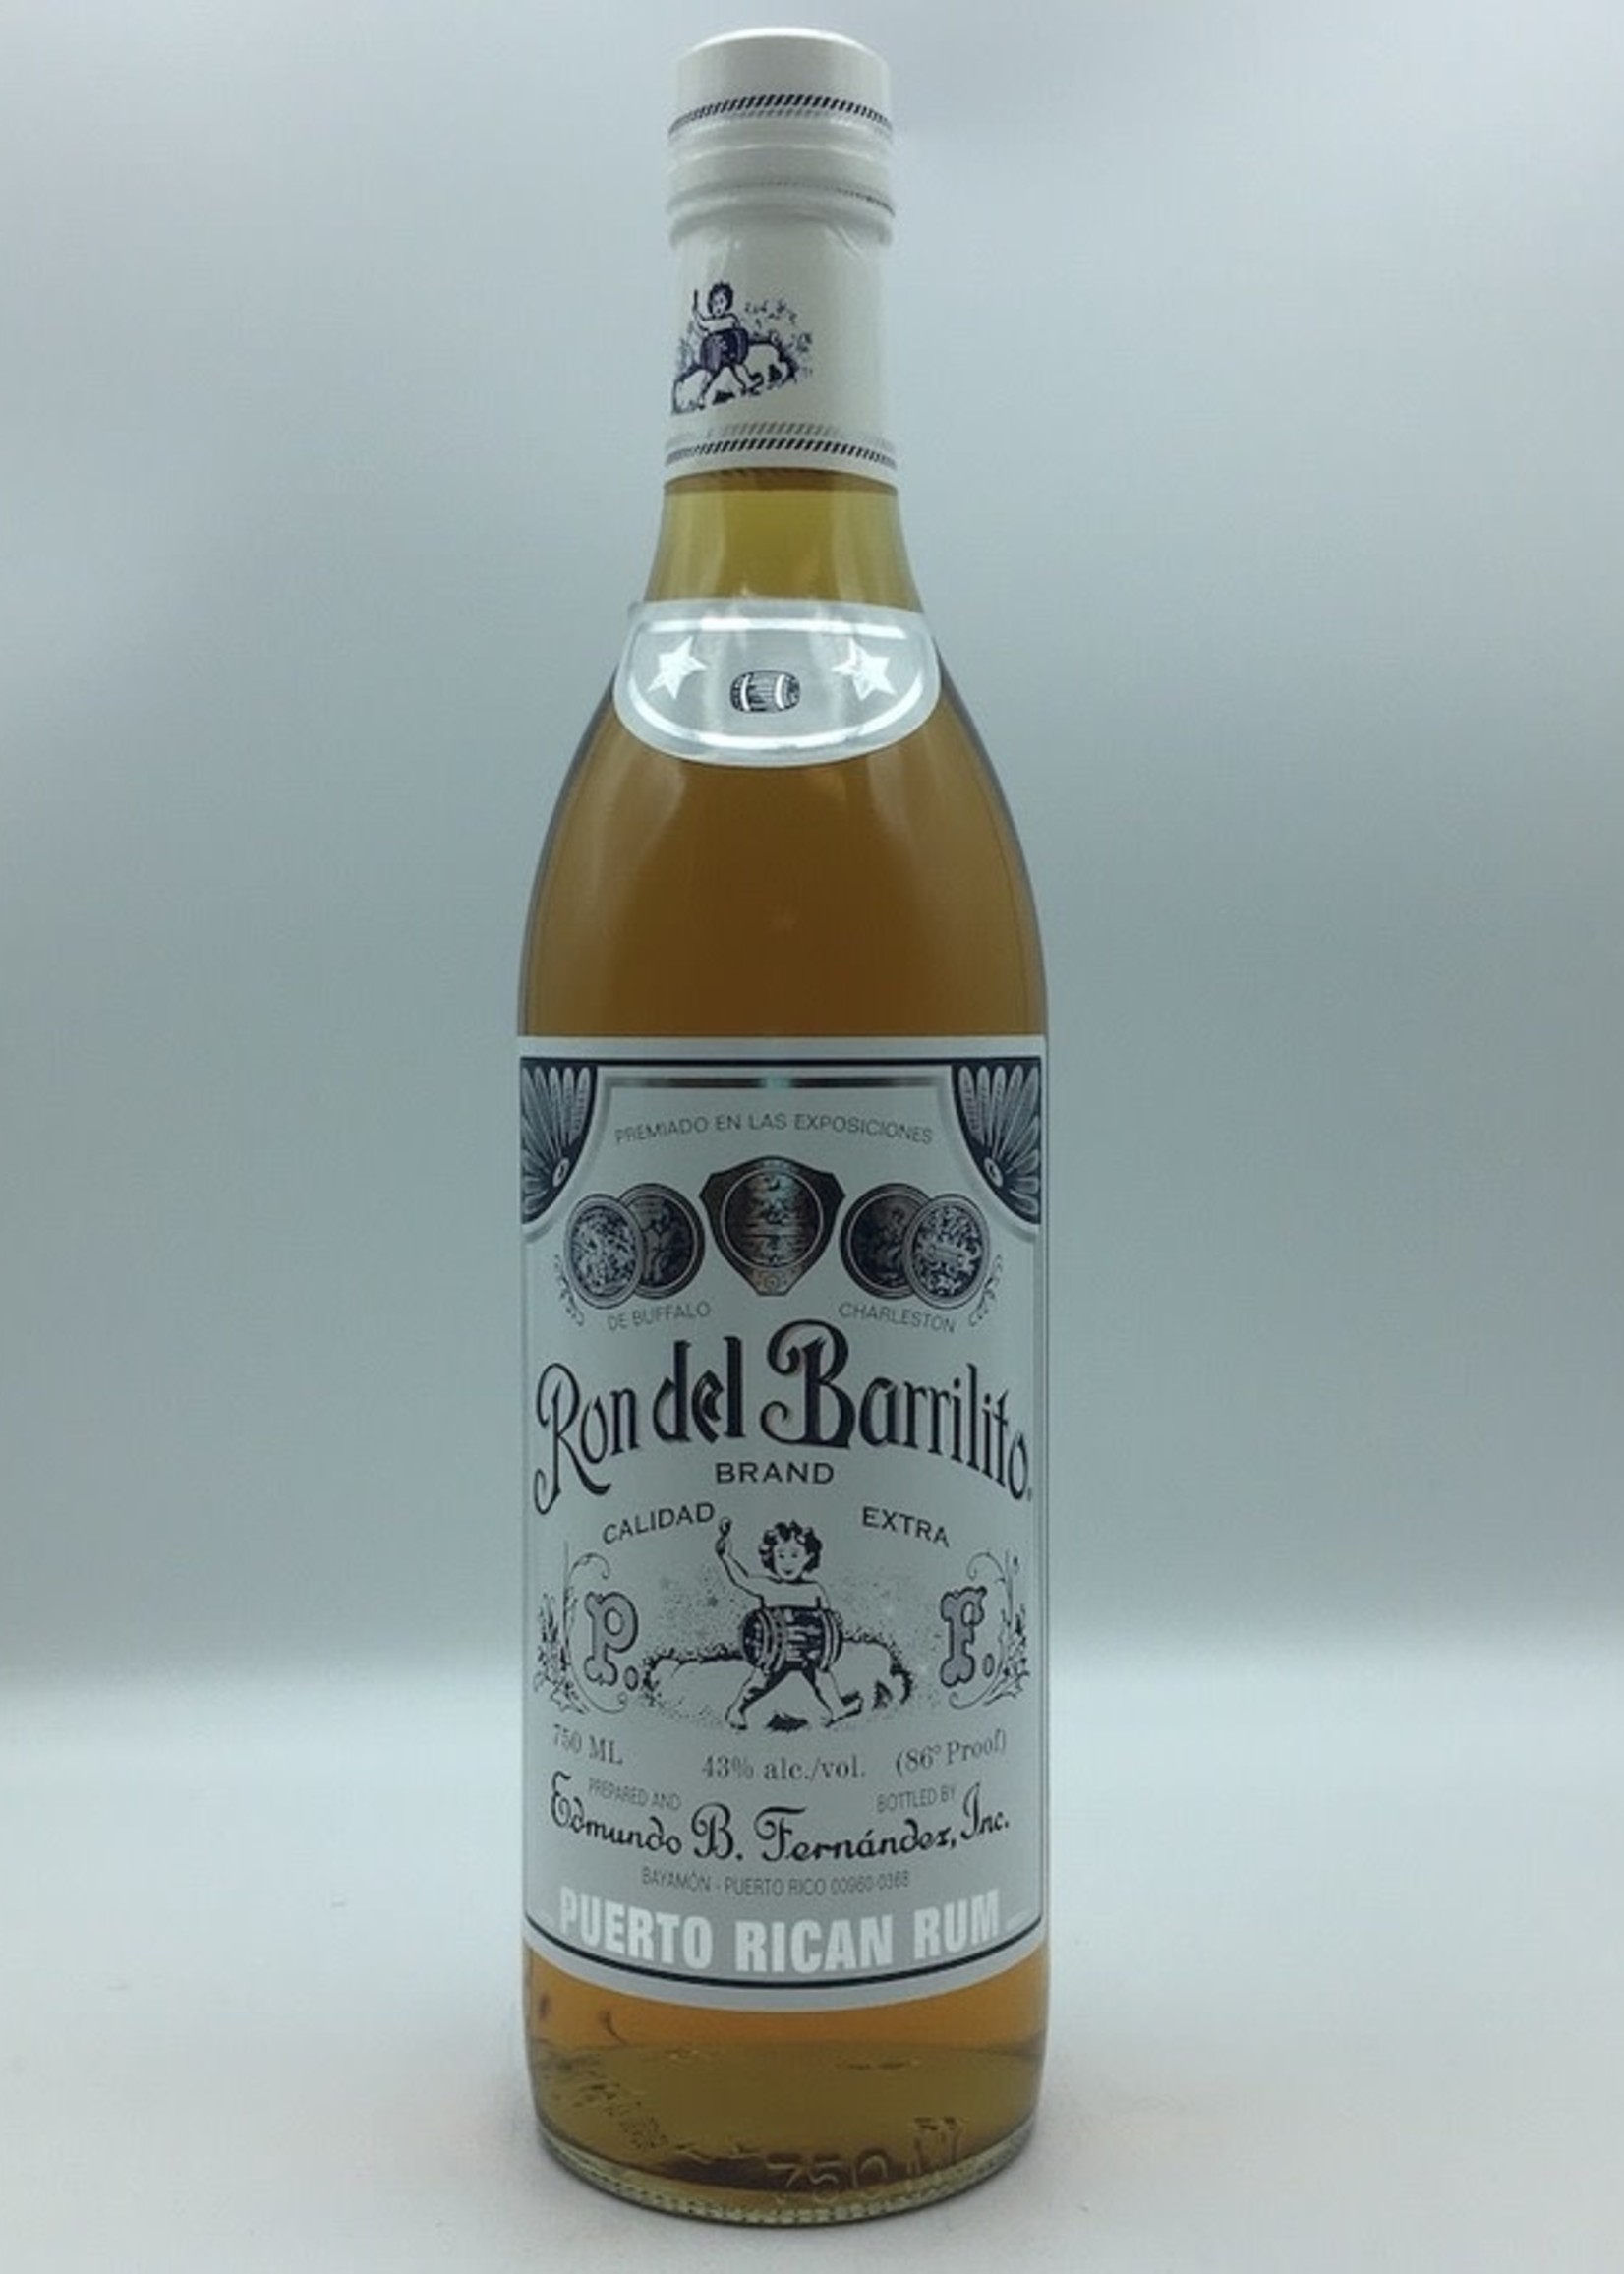 PREMIADO EN LAS EXPOSICIONES
DE BUFFALO CHARLESTON
Ron del Barrilito
BRAND
CALIDAD EXTRA
P. F.
750 ML 43% alc./vol. (86° Proof)
PREPARED AND BOTTLED BY
Edmundo B. Fernández, Inc.
BAYAMÓN - PUERTO RICO 00960-0368
PUERTO RICAN RUM
750 M